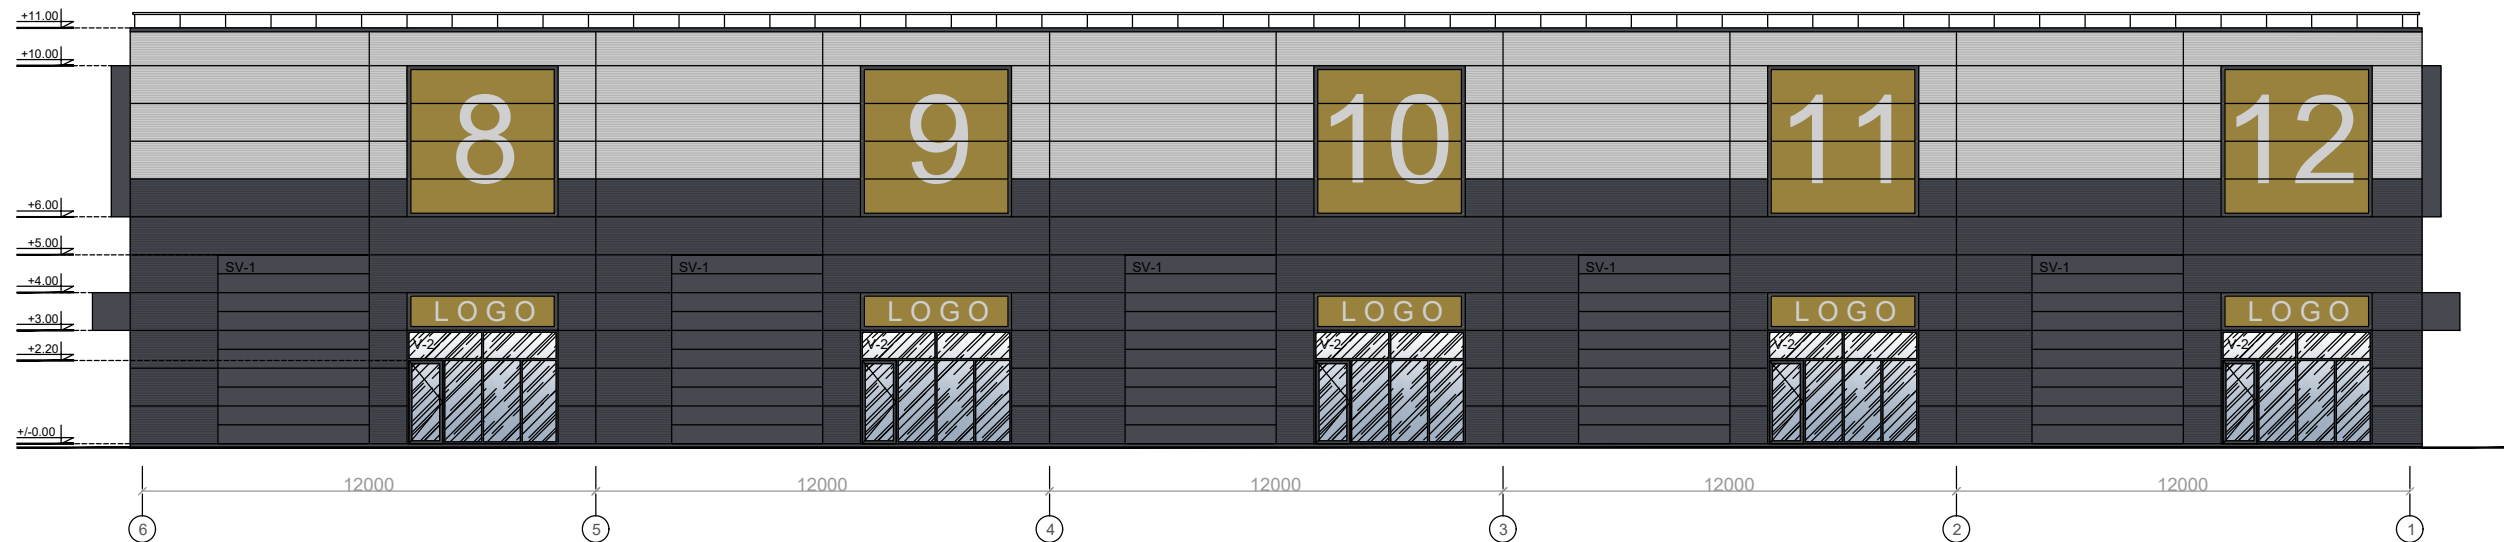 +11.00
+10.00
8 9 10 11 12
+6.00
+5.00
SV-1 SV-1 SV-1 SV-1 SV-1
+4.00
LOGO LOGO LOGO LOGO LOGO
+3.00
V-2 V-2 V-2 V-2 V-2
+2.20
+/-0.00
12000 12000 12000 12000 12000
6 5 4 3 2 1